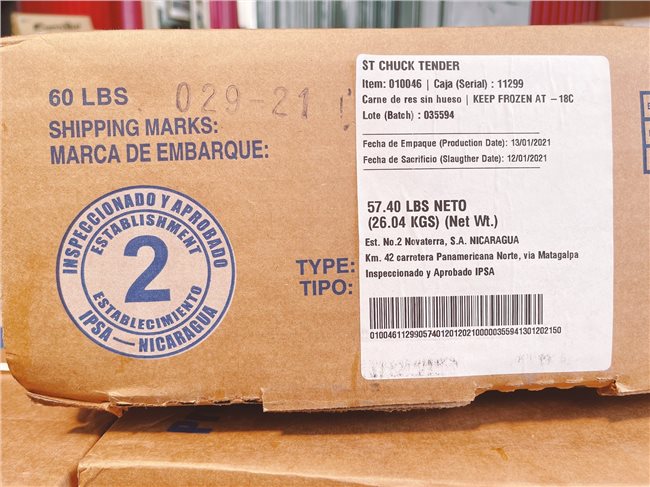 60 LBS
029-21
SHIPPING MARKS:
MARCA DE EMBARQUE:
INSPECCIONADO Y APROBADO
ESTABLISHMENT
2
ESTABLECIMIENTO
IPSA — NICARAGUA
TYPE:
TIPO:
ST CHUCK TENDER
Item: 010046 | Caja (Serial) : 11299
Carne de res sin hueso | KEEP FROZEN AT -18C
Lote (Batch) : 035594
Fecha de Empaque (Production Date): 13/01/2021
Fecha de Sacrificio (Slaugther Date): 12/01/2021
57.40 LBS NETO
(26.04 KGS) (Net Wt.)
Est. No.2 Novaterra, S.A. NICARAGUA
Km. 42 carretera Panamericana Norte, via Matagalpa
Inspeccionado y Aprobado IPSA
01004611299057401201202100000355941301202150